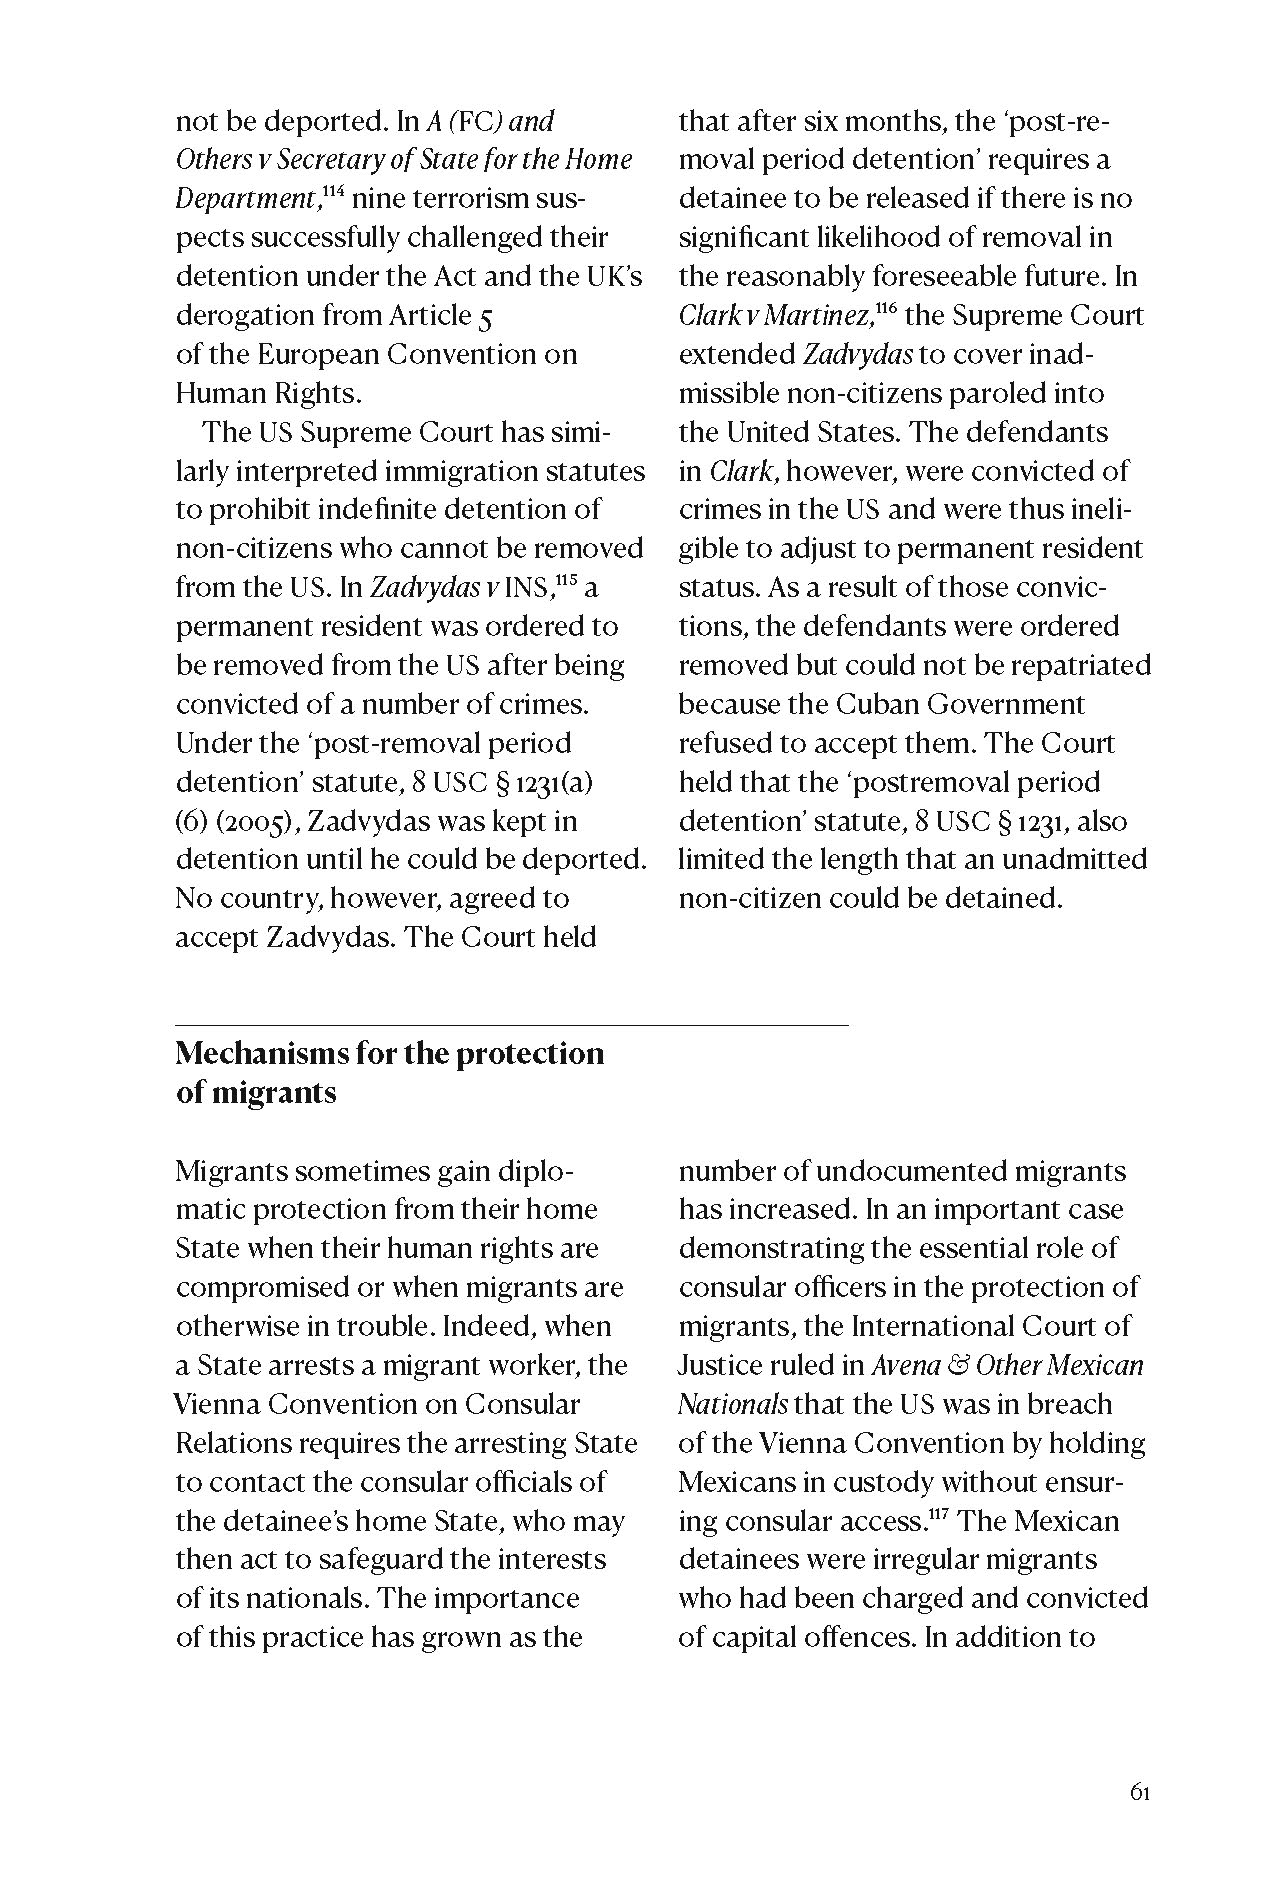 not be deported. In A (FC) and
Others v Secretary of State for the Home
Department,¹¹⁴ nine terrorism sus-
pects successfully challenged their
detention under the Act and the UK’s
derogation from Article 5
of the European Convention on
Human Rights.
The US Supreme Court has simi-
larly interpreted immigration statutes
to prohibit indefinite detention of
non-citizens who cannot be removed
from the US. In Zadvydas v INS,¹¹⁵ a
permanent resident was ordered to
be removed from the US after being
convicted of a number of crimes.
Under the ‘post-removal period
detention’ statute, 8 USC § 1231(a)
(6) (2005), Zadvydas was kept in
detention until he could be deported.
No country, however, agreed to
accept Zadvydas. The Court held
that after six months, the ‘post-re-
moval period detention’ requires a
detainee to be released if there is no
significant likelihood of removal in
the reasonably foreseeable future. In
Clark v Martinez,¹¹⁶ the Supreme Court
extended Zadvydas to cover inad-
missible non-citizens paroled into
the United States. The defendants
in Clark, however, were convicted of
crimes in the US and were thus ineli-
gible to adjust to permanent resident
status. As a result of those convic-
tions, the defendants were ordered
removed but could not be repatriated
because the Cuban Government
refused to accept them. The Court
held that the ‘postremoval period
detention’ statute, 8 USC § 1231, also
limited the length that an unadmitted
non-citizen could be detained.
Mechanisms for the protection
of migrants
Migrants sometimes gain diplo-
matic protection from their home
State when their human rights are
compromised or when migrants are
otherwise in trouble. Indeed, when
a State arrests a migrant worker, the
Vienna Convention on Consular
Relations requires the arresting State
to contact the consular officials of
the detainee’s home State, who may
then act to safeguard the interests
of its nationals. The importance
of this practice has grown as the
number of undocumented migrants
has increased. In an important case
demonstrating the essential role of
consular officers in the protection of
migrants, the International Court of
Justice ruled in Avena & Other Mexican
Nationals that the US was in breach
of the Vienna Convention by holding
Mexicans in custody without ensur-
ing consular access.¹¹⁷ The Mexican
detainees were irregular migrants
who had been charged and convicted
of capital offences. In addition to
61